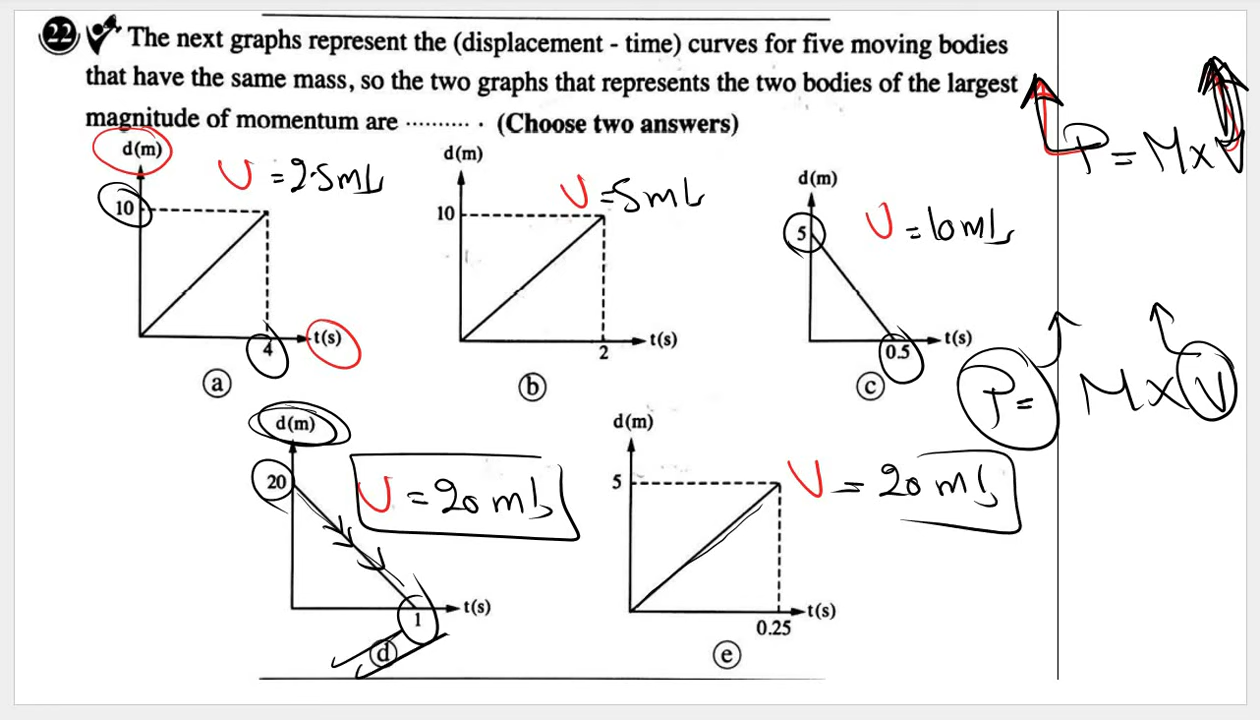 22 The next graphs represent the (displacement - time) curves for five moving bodies
that have the same mass, so the two graphs that represents the two bodies of the largest
magnitude of momentum are .......... . (Choose two answers)
P = M x V
d(m)
10
4
t(s)
V = 2.5 m/s
a
d(m)
10
2
t(s)
V = 5 m/s
b
d(m)
5
0.5
t(s)
V = 10 m/s
c
P = M x V
d(m)
20
1
t(s)
V = 20 m/s
d
d(m)
5
0.25
t(s)
V = 20 m/s
e